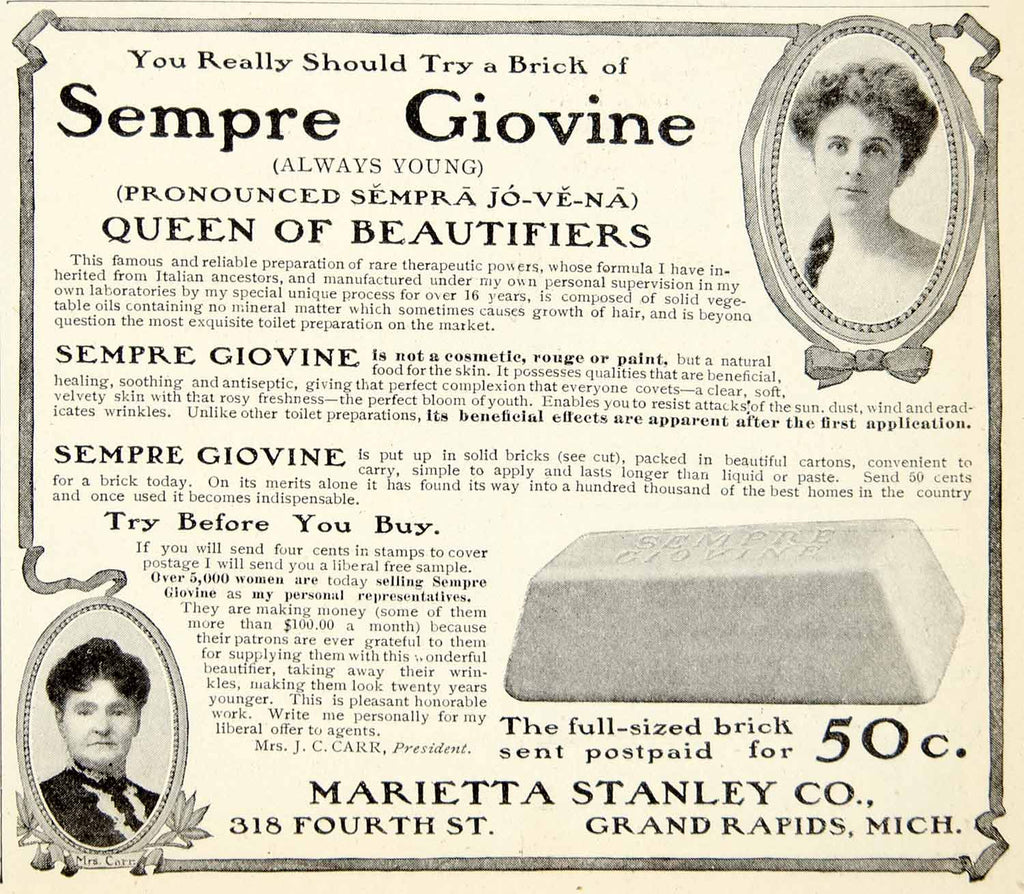 You Really Should Try a Brick of
Sempre Giovine
(ALWAYS YOUNG)
(PRONOUNCED SĔMPRĀ JÓ-VĔ-NĀ)
QUEEN OF BEAUTIFIERS
This famous and reliable preparation of rare therapeutic powers, whose formula I have in-
herited from Italian ancestors, and manufactured under my own personal supervision in my
own laboratories by my special unique process for over 16 years, is composed of solid vege-
table oils containing no mineral matter which sometimes causes growth of hair, and is beyond
question the most exquisite toilet preparation on the market.
SEMPRE GIOVINE is not a cosmetic, rouge or paint, but a natural
food for the skin. It possesses qualities that are beneficial,
healing, soothing and antiseptic, giving that perfect complexion that everyone covets—a clear, soft,
velvety skin with that rosy freshness—the perfect bloom of youth. Enables you to resist attacks of the sun, dust, wind and erad-
icates wrinkles. Unlike other toilet preparations, its beneficial effects are apparent after the first application.
SEMPRE GIOVINE is put up in solid bricks (see cut), packed in beautiful cartons, convenient to
carry, simple to apply and lasts longer than liquid or paste. Send 50 cents
for a brick today. On its merits alone it has found its way into a hundred thousand of the best homes in the country
and once used it becomes indispensable.
Try Before You Buy.
If you will send four cents in stamps to cover
postage I will send you a liberal free sample.
Over 5,000 women are today selling Sempre
Giovine as my personal representatives.
They are making money (some of them
more than $100.00 a month) because
their patrons are ever grateful to them
for supplying them with this wonderful
beautifier, taking away their wrin-
kles, making them look twenty years
younger. This is pleasant honorable
work. Write me personally for my
liberal offer to agents.
Mrs. J. C. CARR, President.
Mrs. Carr
SEMPRE
GIOVINE
The full-sized brick
sent postpaid for 50c.
MARIETTA STANLEY CO.,
318 FOURTH ST. GRAND RAPIDS, MICH.